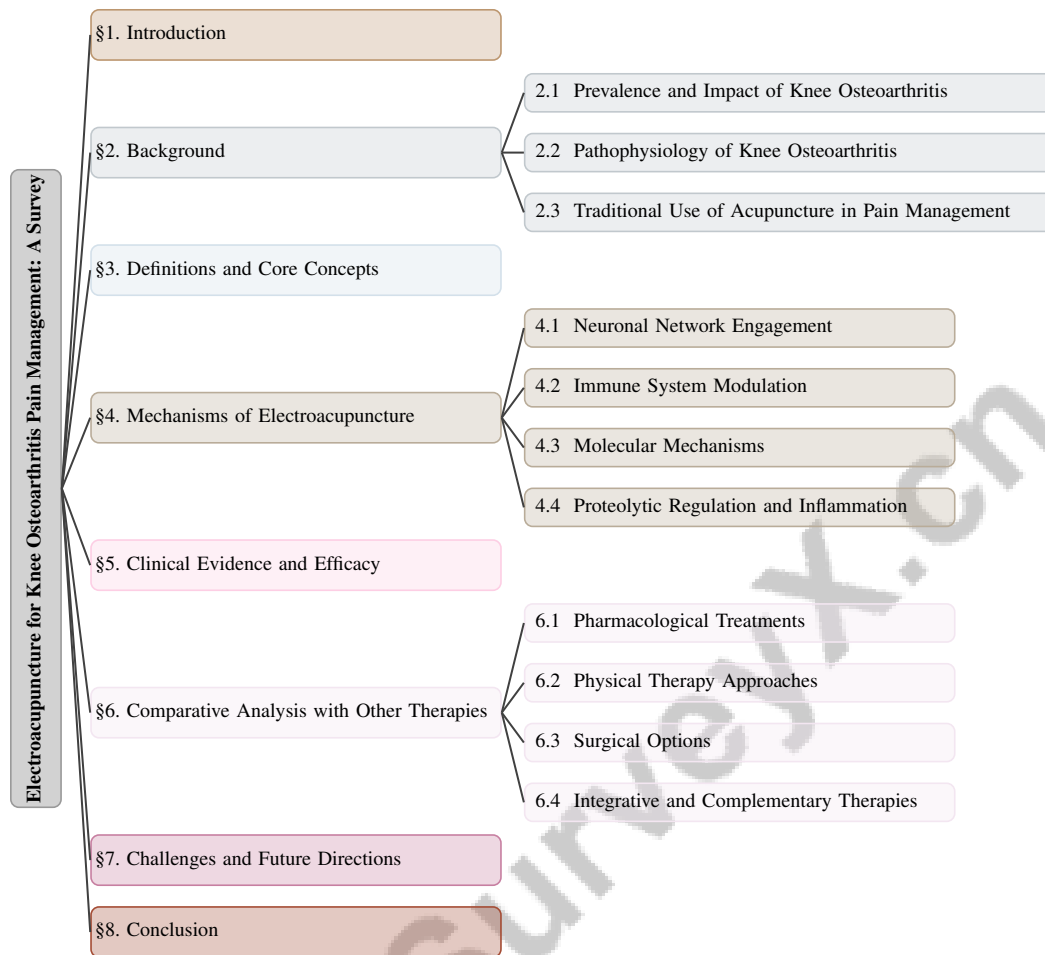 Electroacupuncture for Knee Osteoarthritis Pain Management: A Survey
§1. Introduction
§2. Background
2.1 Prevalence and Impact of Knee Osteoarthritis
2.2 Pathophysiology of Knee Osteoarthritis
2.3 Traditional Use of Acupuncture in Pain Management
§3. Definitions and Core Concepts
§4. Mechanisms of Electroacupuncture
4.1 Neuronal Network Engagement
4.2 Immune System Modulation
4.3 Molecular Mechanisms
4.4 Proteolytic Regulation and Inflammation
§5. Clinical Evidence and Efficacy
§6. Comparative Analysis with Other Therapies
6.1 Pharmacological Treatments
6.2 Physical Therapy Approaches
6.3 Surgical Options
6.4 Integrative and Complementary Therapies
§7. Challenges and Future Directions
§8. Conclusion
SurveyX.cn